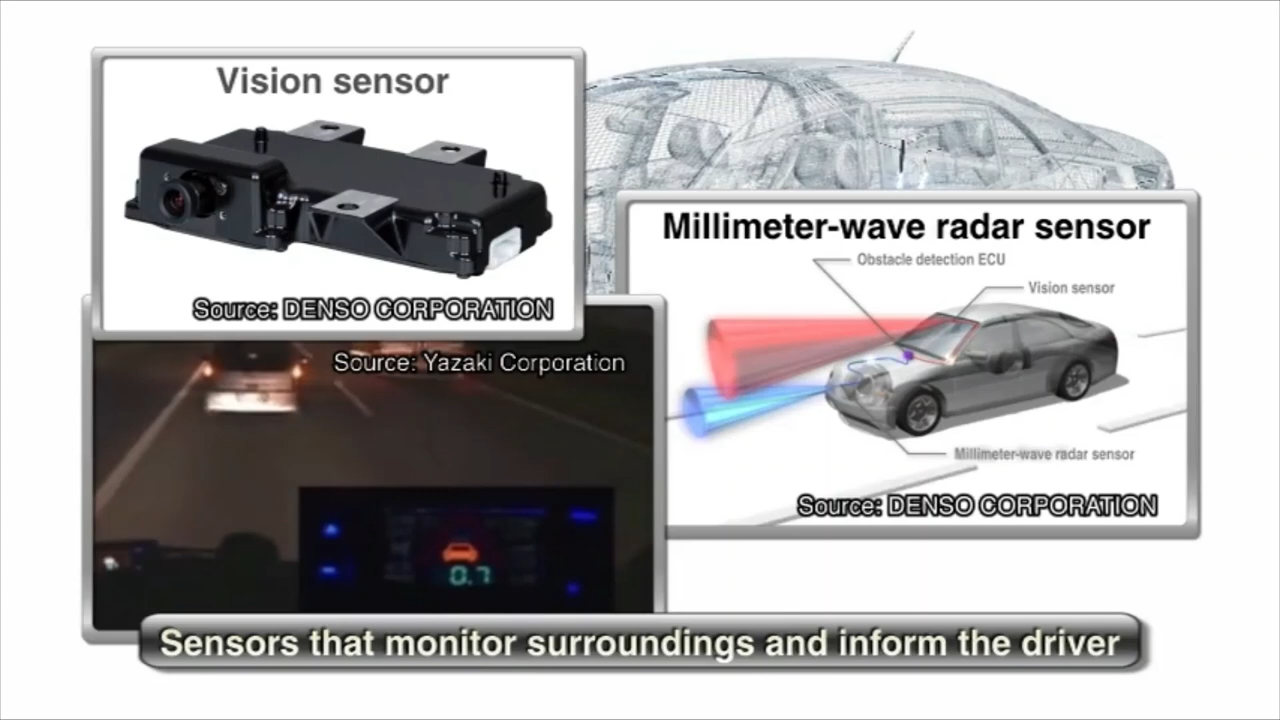 Vision sensor
Source: DENSO CORPORATION
Millimeter-wave radar sensor
Obstacle detection ECU
Vision sensor
Millimeter-wave radar sensor
Source: DENSO CORPORATION
Source: Yazaki Corporation
0.7
Sensors that monitor surroundings and inform the driver